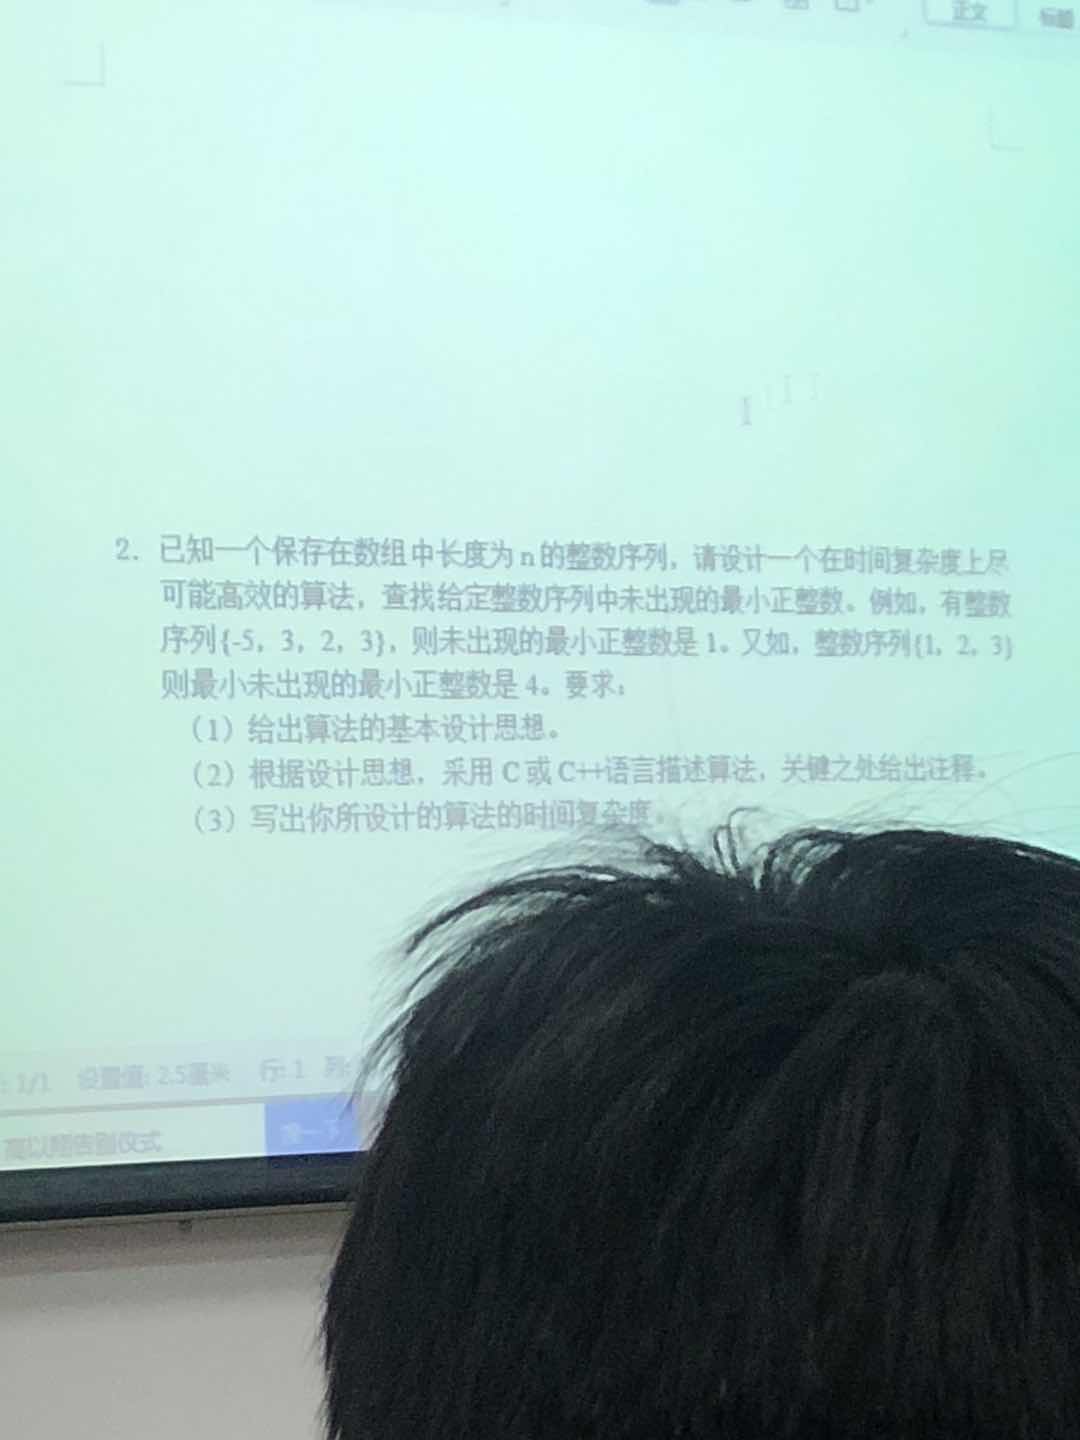 正文
标题
2. 已知一个保存在数组中长度为 n 的整数序列，请设计一个在时间复杂度上尽
可能高效的算法，查找给定整数序列中未出现的最小正整数。例如，有整数
序列{-5，3，2，3}，则未出现的最小正整数是 1。又如，整数序列{1，2，3}
则最小未出现的最小正整数是 4。要求：
（1）给出算法的基本设计思想。
（2）根据设计思想，采用 C 或 C++语言描述算法，关键之处给出注释。
（3）写出你所设计的算法的时间复杂度。
: 1/1 设置值: 2.5厘米 行: 1 列:
告别仪式
搜一下